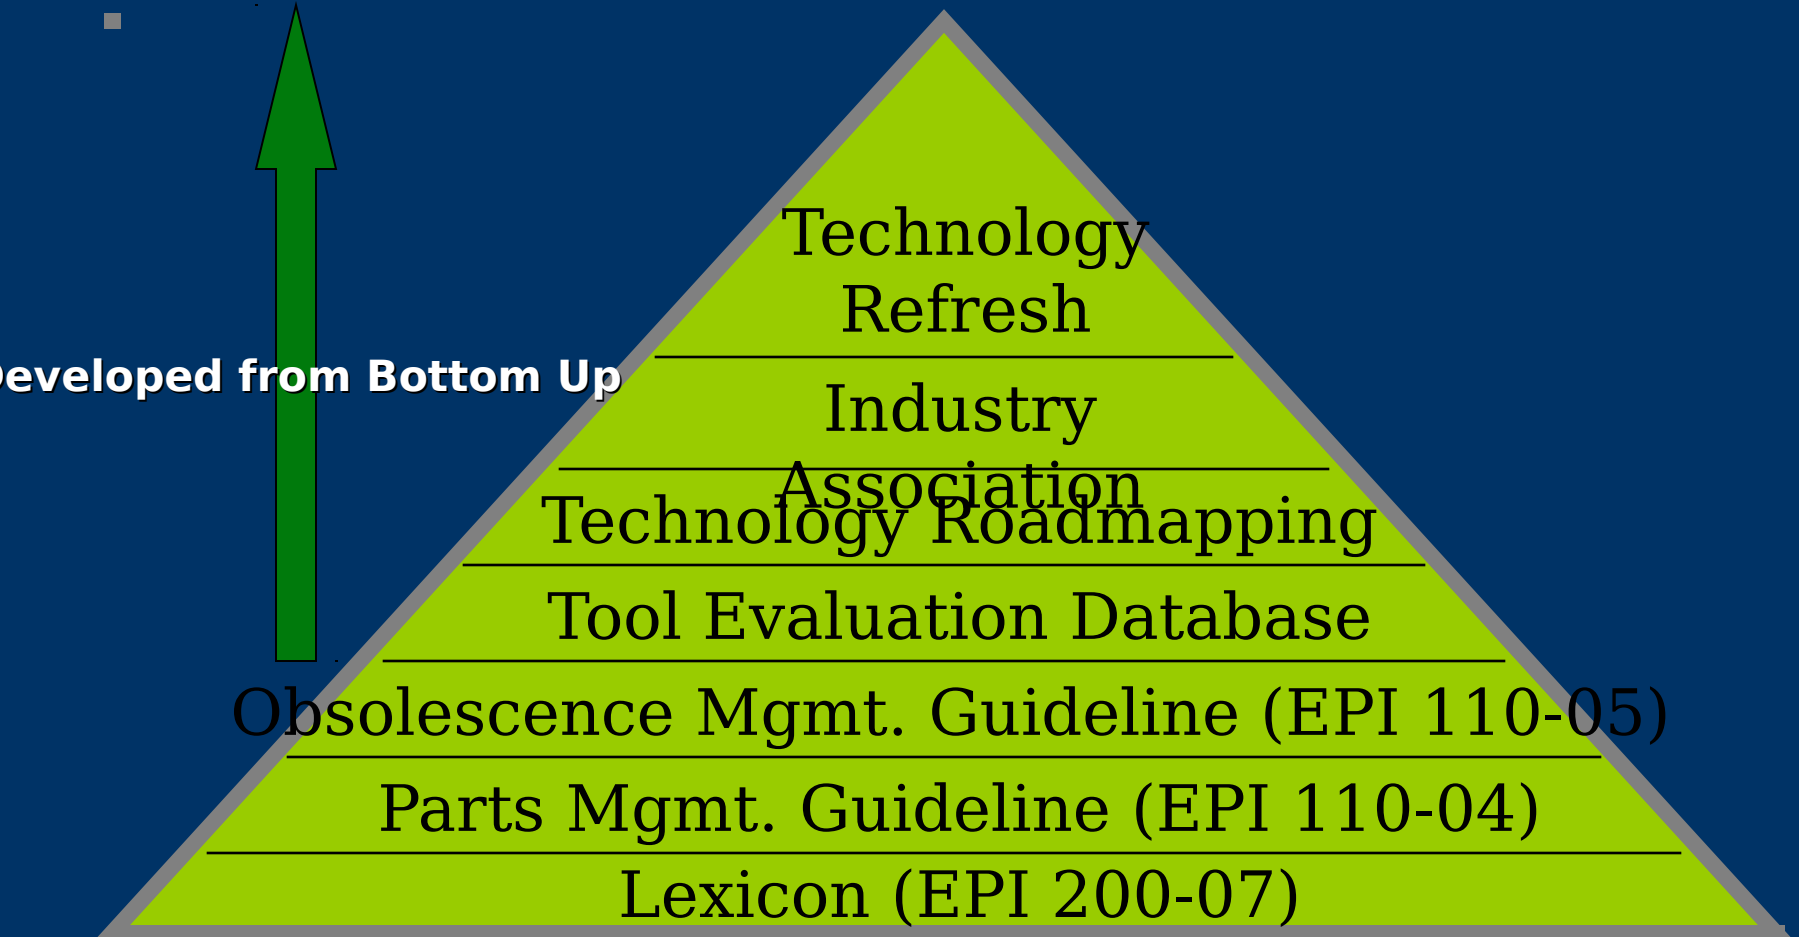 Technology
Refresh
Developed from Bottom Up
Industry
Association
Technology Roadmapping
Tool Evaluation Database
Obsolescence Mgmt. Guideline (EPI 110-05)
Parts Mgmt. Guideline (EPI 110-04)
Lexicon (EPI 200-07)